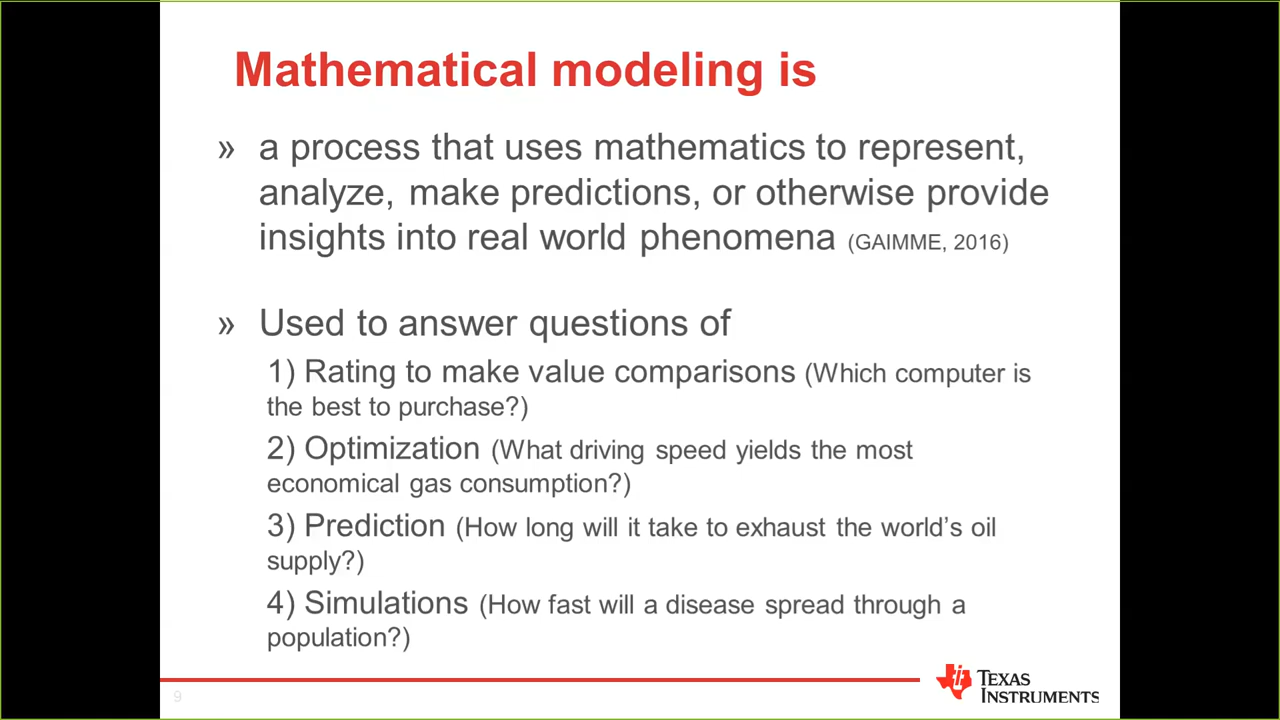 Mathematical modeling is
» a process that uses mathematics to represent,
analyze, make predictions, or otherwise provide
insights into real world phenomena (GAIMME, 2016)
» Used to answer questions of
1) Rating to make value comparisons (Which computer is
the best to purchase?)
2) Optimization (What driving speed yields the most
economical gas consumption?)
3) Prediction (How long will it take to exhaust the world’s oil
supply?)
4) Simulations (How fast will a disease spread through a
population?)
9
TEXAS
INSTRUMENTS